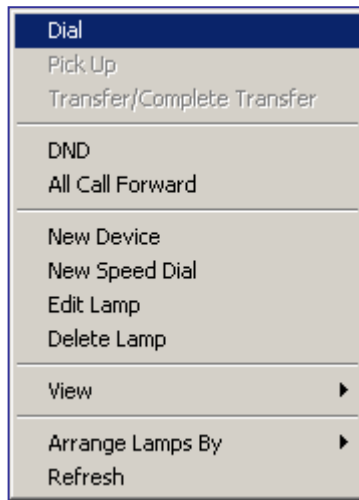 Dial
Pick Up
Transfer/Complete Transfer
DND
All Call Forward
New Device
New Speed Dial
Edit Lamp
Delete Lamp
View
Arrange Lamps By
Refresh